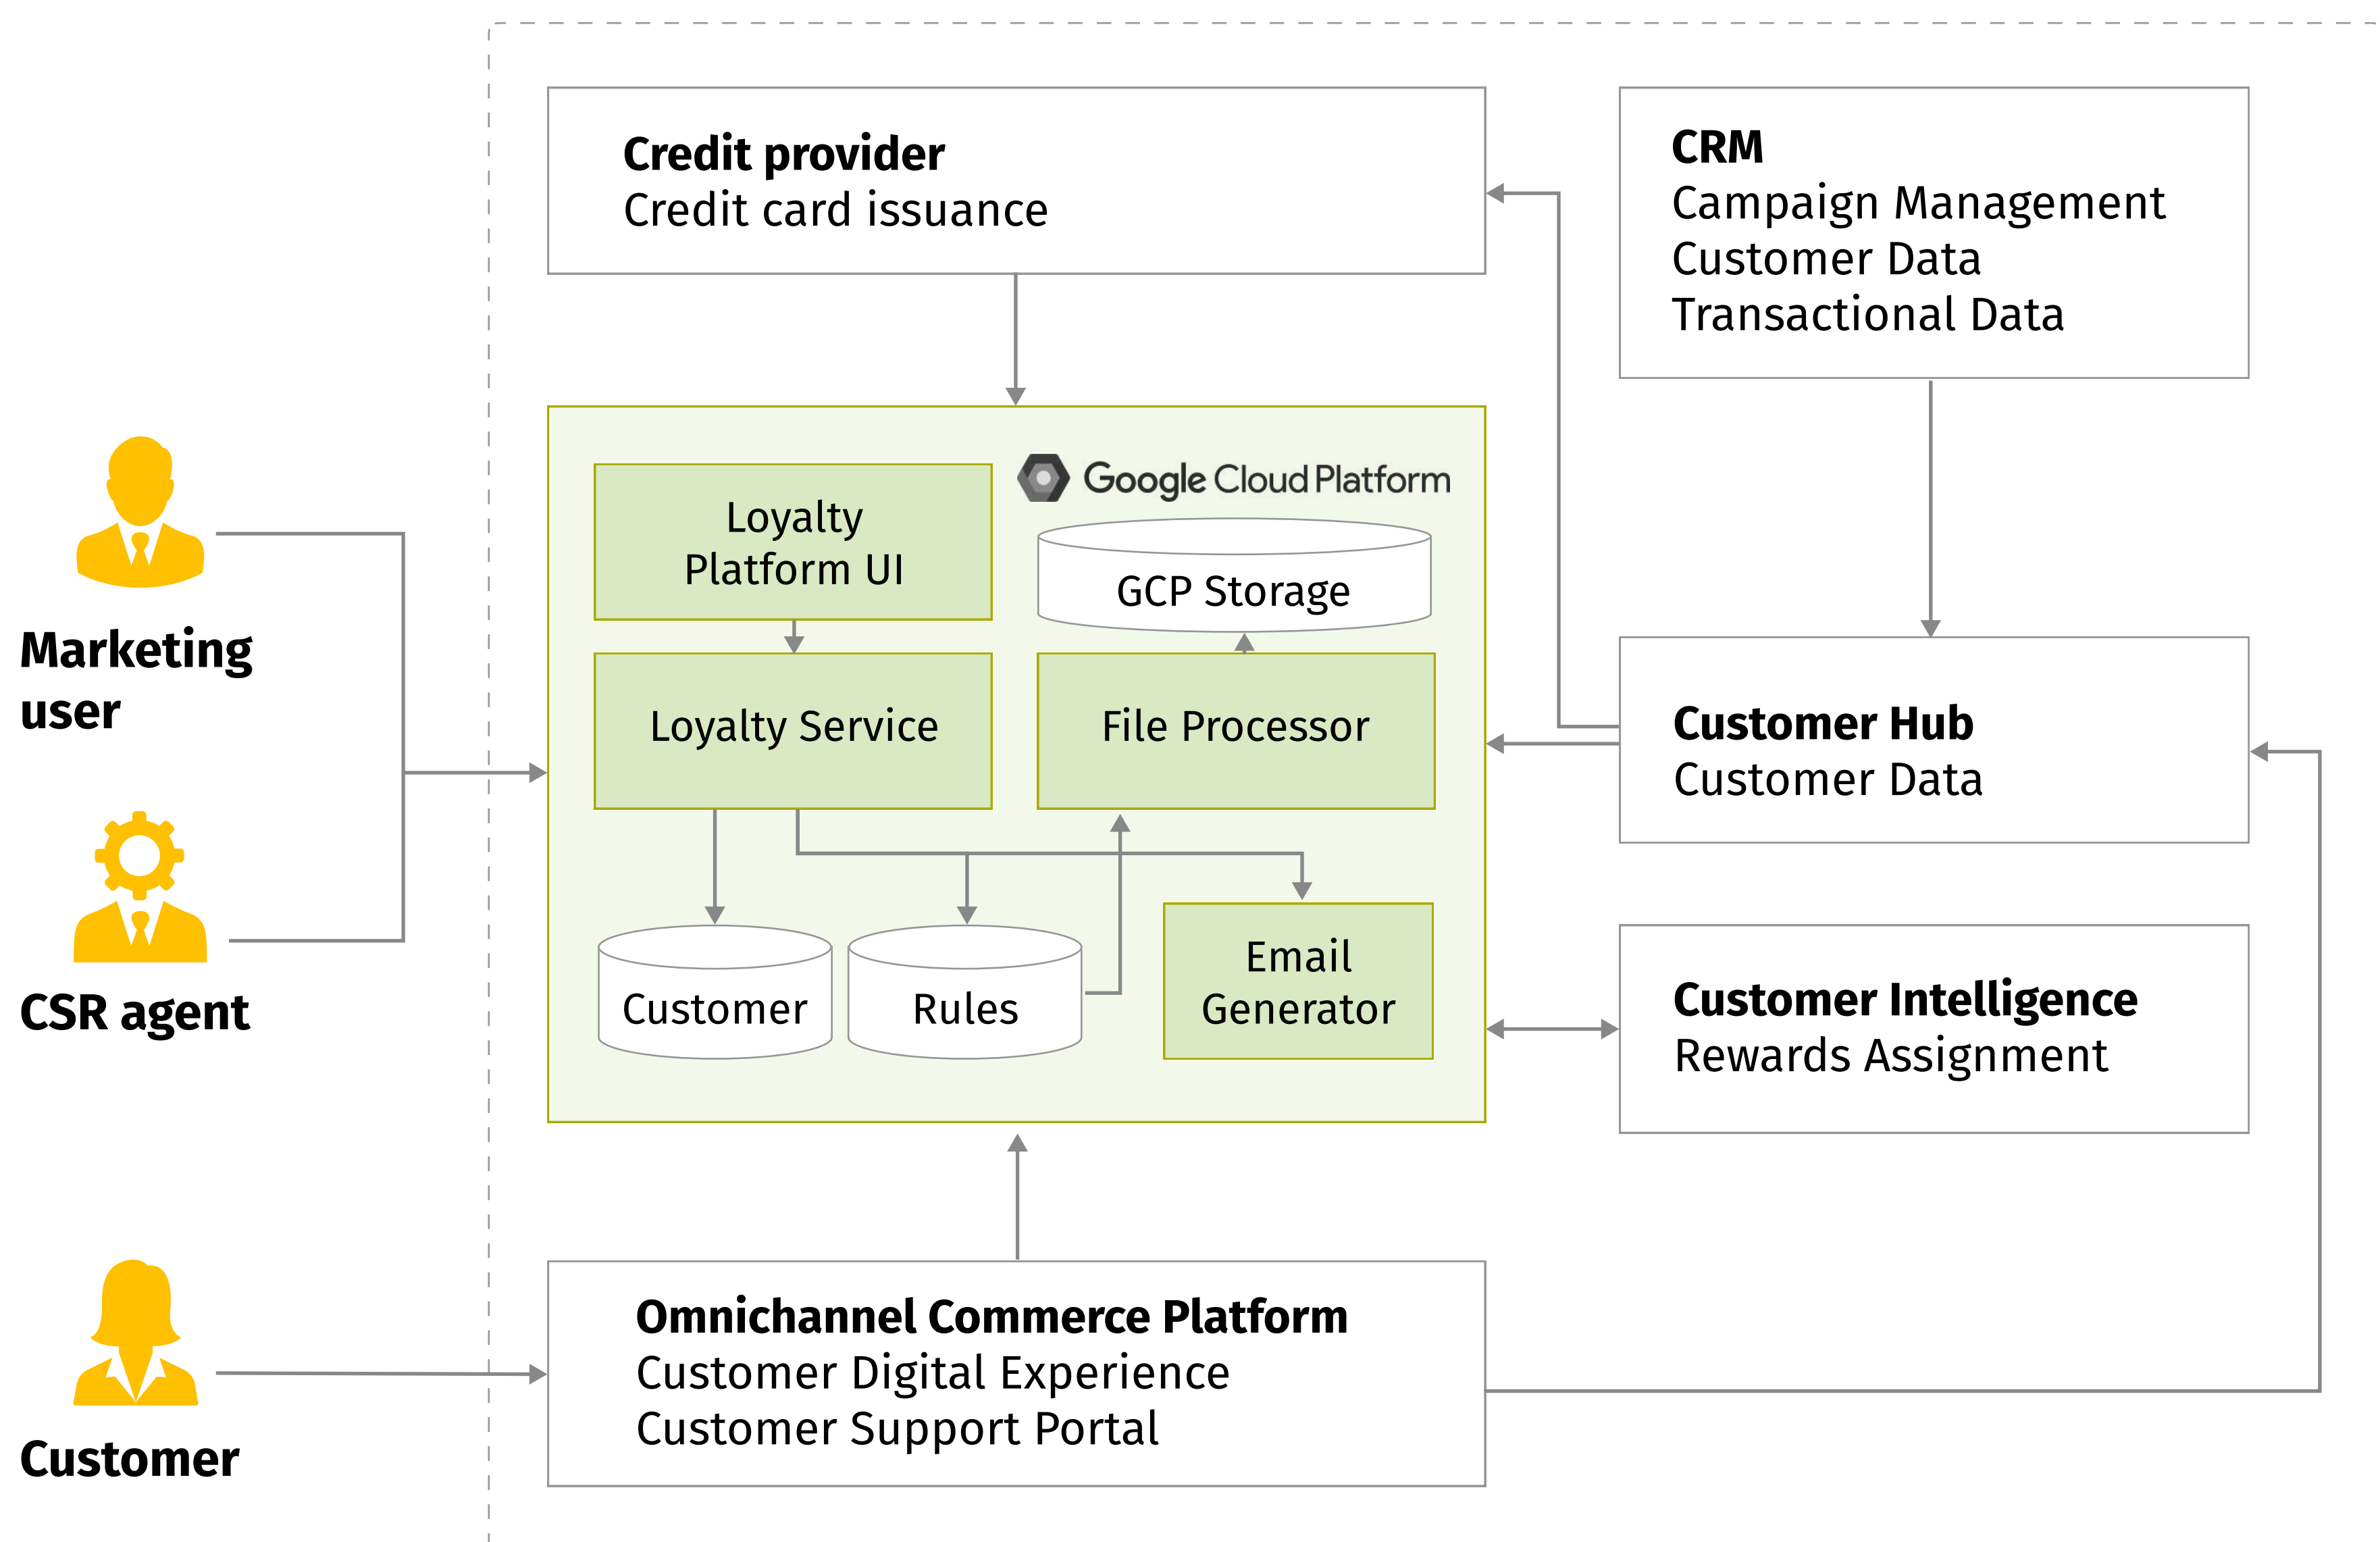 Credit provider
Credit card issuance
CRM
Campaign Management
Customer Data
Transactional Data
Marketing
user
CSR agent
Customer
Google Cloud Platform
Loyalty
Platform UI
GCP Storage
Loyalty Service
File Processor
Customer
Rules
Email
Generator
Customer Hub
Customer Data
Customer Intelligence
Rewards Assignment
Omnichannel Commerce Platform
Customer Digital Experience
Customer Support Portal